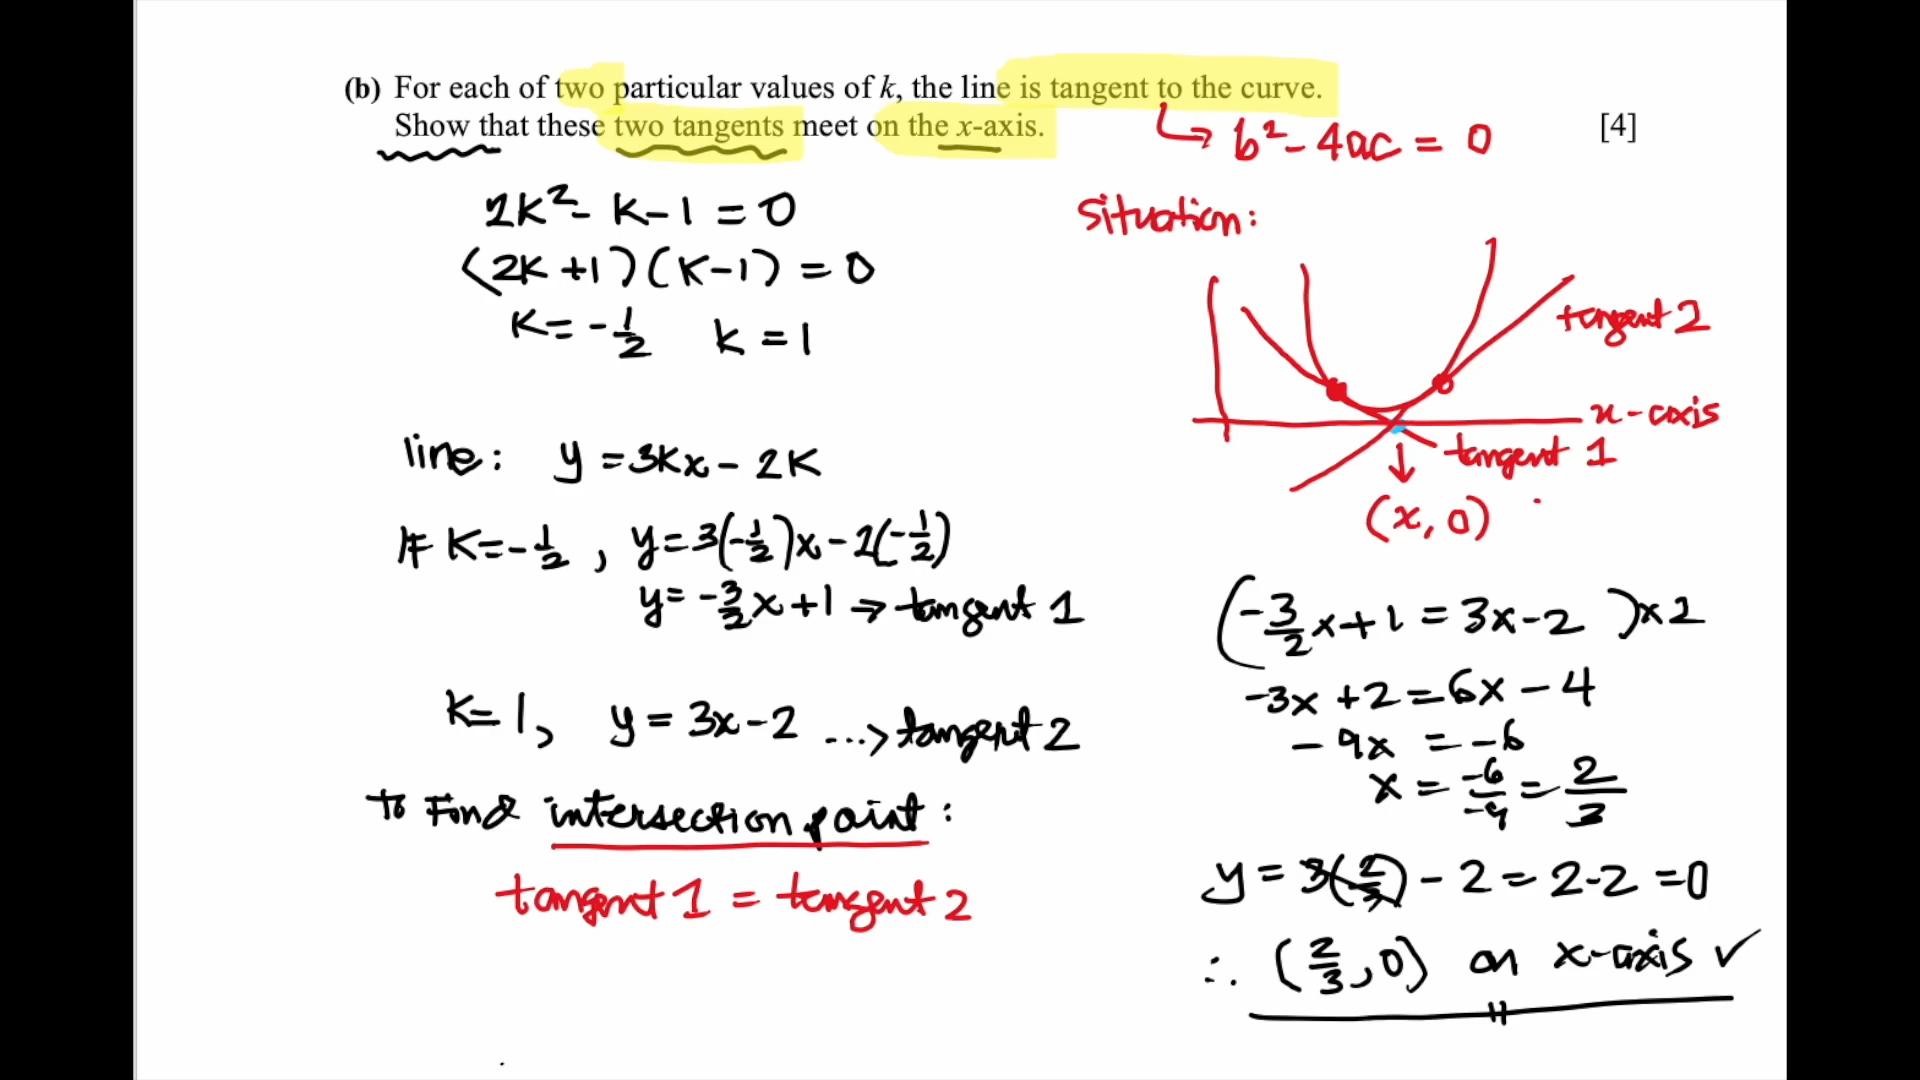 (b) For each of two particular values of k, the line is tangent to the curve.
Show that these two tangents meet on the x-axis. [4]
↳ b² - 4ac = 0
2k² - k - 1 = 0
(2k + 1)(k - 1) = 0
k = -1/2 k = 1
line: y = 3kx - 2k
If k = -1/2, y = 3(-1/2)x - 2(-1/2)
y = -3/2x + 1 → tangent 1
k = 1, y = 3x - 2 ...> tangent 2
to find intersection point:
tangent 1 = tangent 2
situation:
tangent 2
x-axis
tangent 1
↓
(x, 0)
(-3/2x + 1 = 3x - 2) × 2
-3x + 2 = 6x - 4
-9x = -6
x = -6/-9 = 2/3
y = 3(2/3) - 2 = 2 - 2 = 0
∴ (2/3, 0) on x-axis ✓